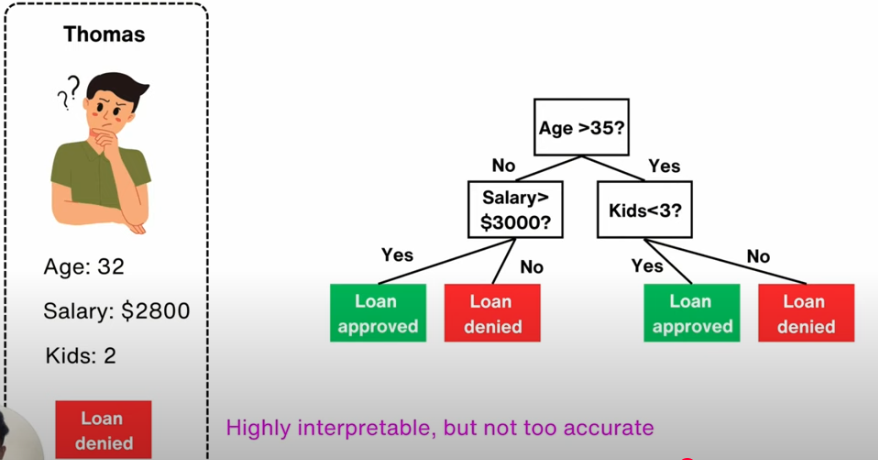 Thomas
??
Age: 32
Salary: $2800
Kids: 2
Loan
denied
Age >35?
No
Yes
Salary>
$3000?
Kids<3?
Yes
No
Yes
No
Loan
approved
Loan
denied
Loan
approved
Loan
denied
Highly interpretable, but not too accurate